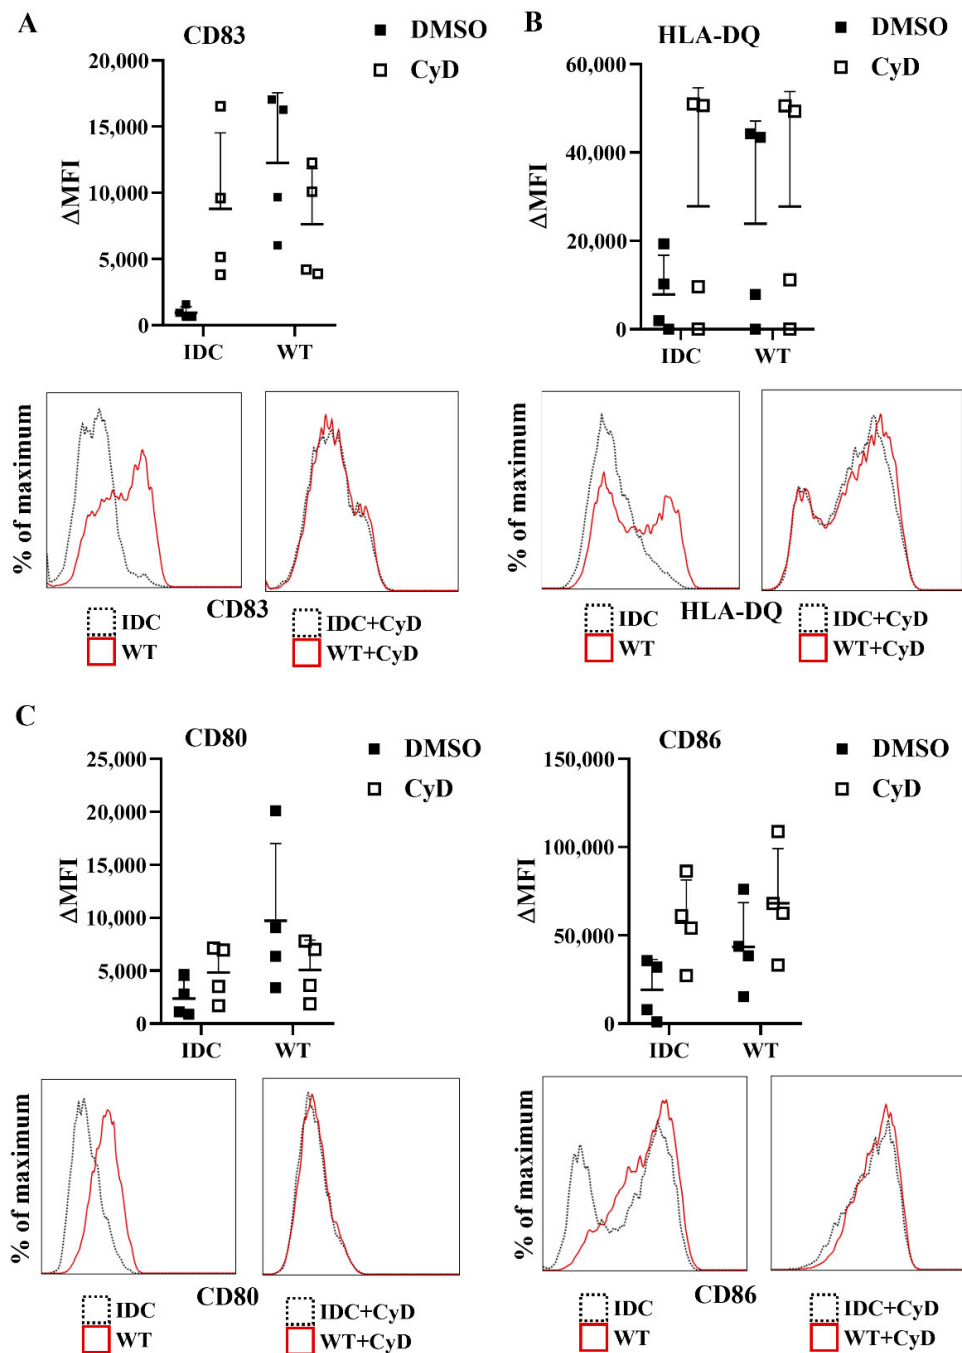 A
CD83
DMSO
CyD
20,000
15,000
10,000
5,000
0
ΔMFI
IDC
WT
B
HLA-DQ
DMSO
CyD
60,000
40,000
20,000
0
ΔMFI
IDC
WT
% of maximum
CD83
IDC
WT
IDC+CyD
WT+CyD
% of maximum
HLA-DQ
IDC
WT
IDC+CyD
WT+CyD
C
CD80
DMSO
CyD
25,000
20,000
15,000
10,000
5,000
0
ΔMFI
IDC
WT
CD86
DMSO
CyD
150,000
100,000
50,000
0
ΔMFI
IDC
WT
% of maximum
CD80
IDC
WT
IDC+CyD
WT+CyD
% of maximum
CD86
IDC
WT
IDC+CyD
WT+CyD